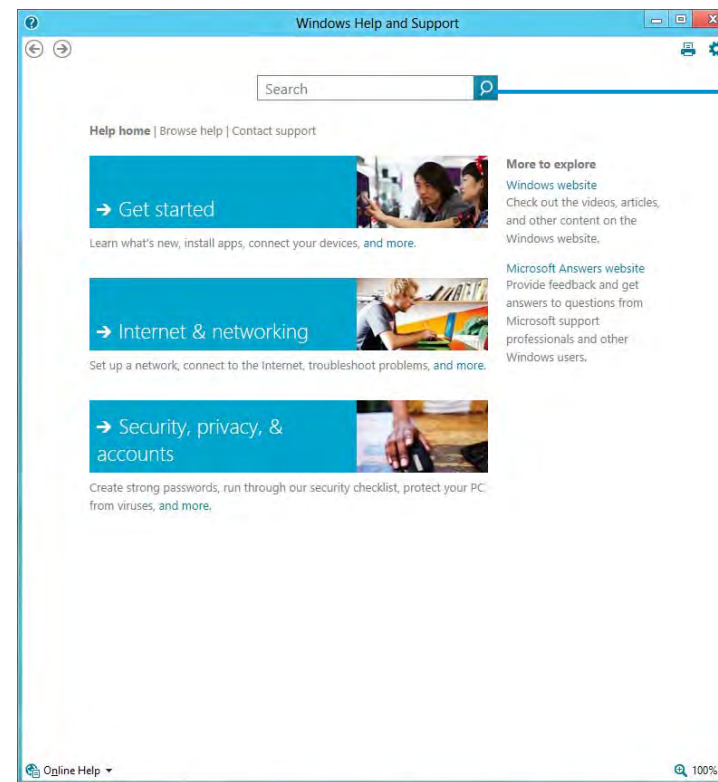 Windows Help and Support
Search
Help home | Browse help | Contact support
→ Get started
Learn what's new, install apps, connect your devices, and more.
→ Internet & networking
Set up a network, connect to the Internet, troubleshoot problems, and more.
→ Security, privacy, &
accounts
Create strong passwords, run through our security checklist, protect your PC
from viruses, and more.
More to explore
Windows website
Check out the videos, articles,
and other content on the
Windows website.
Microsoft Answers website
Provide feedback and get
answers to questions from
Microsoft support
professionals and other
Windows users.
Online Help
100%